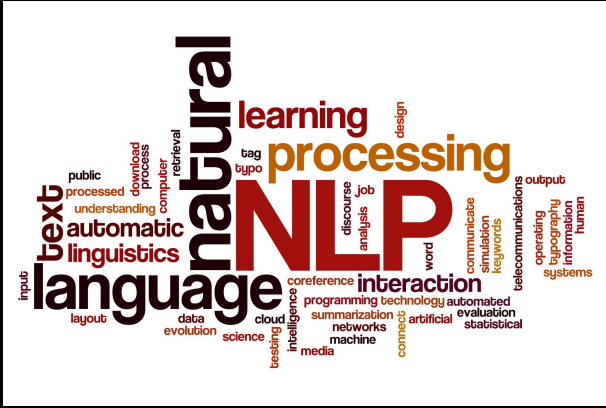 natural
learning
design
tag
typo
processing
retrieval
process
download
computer
public
processed
understanding
text
automatic
linguistics
NLP
discourse
job
analysis
word
communicate
simulation
keywords
telecommunications
output
operating
typography
information
human
systems
input
language
coreference
interaction
layout
data
evolution
science
cloud
testing
intelligence
media
programming
technology
automated
summarization
networks
machine
connect
artificial
evaluation
statistical